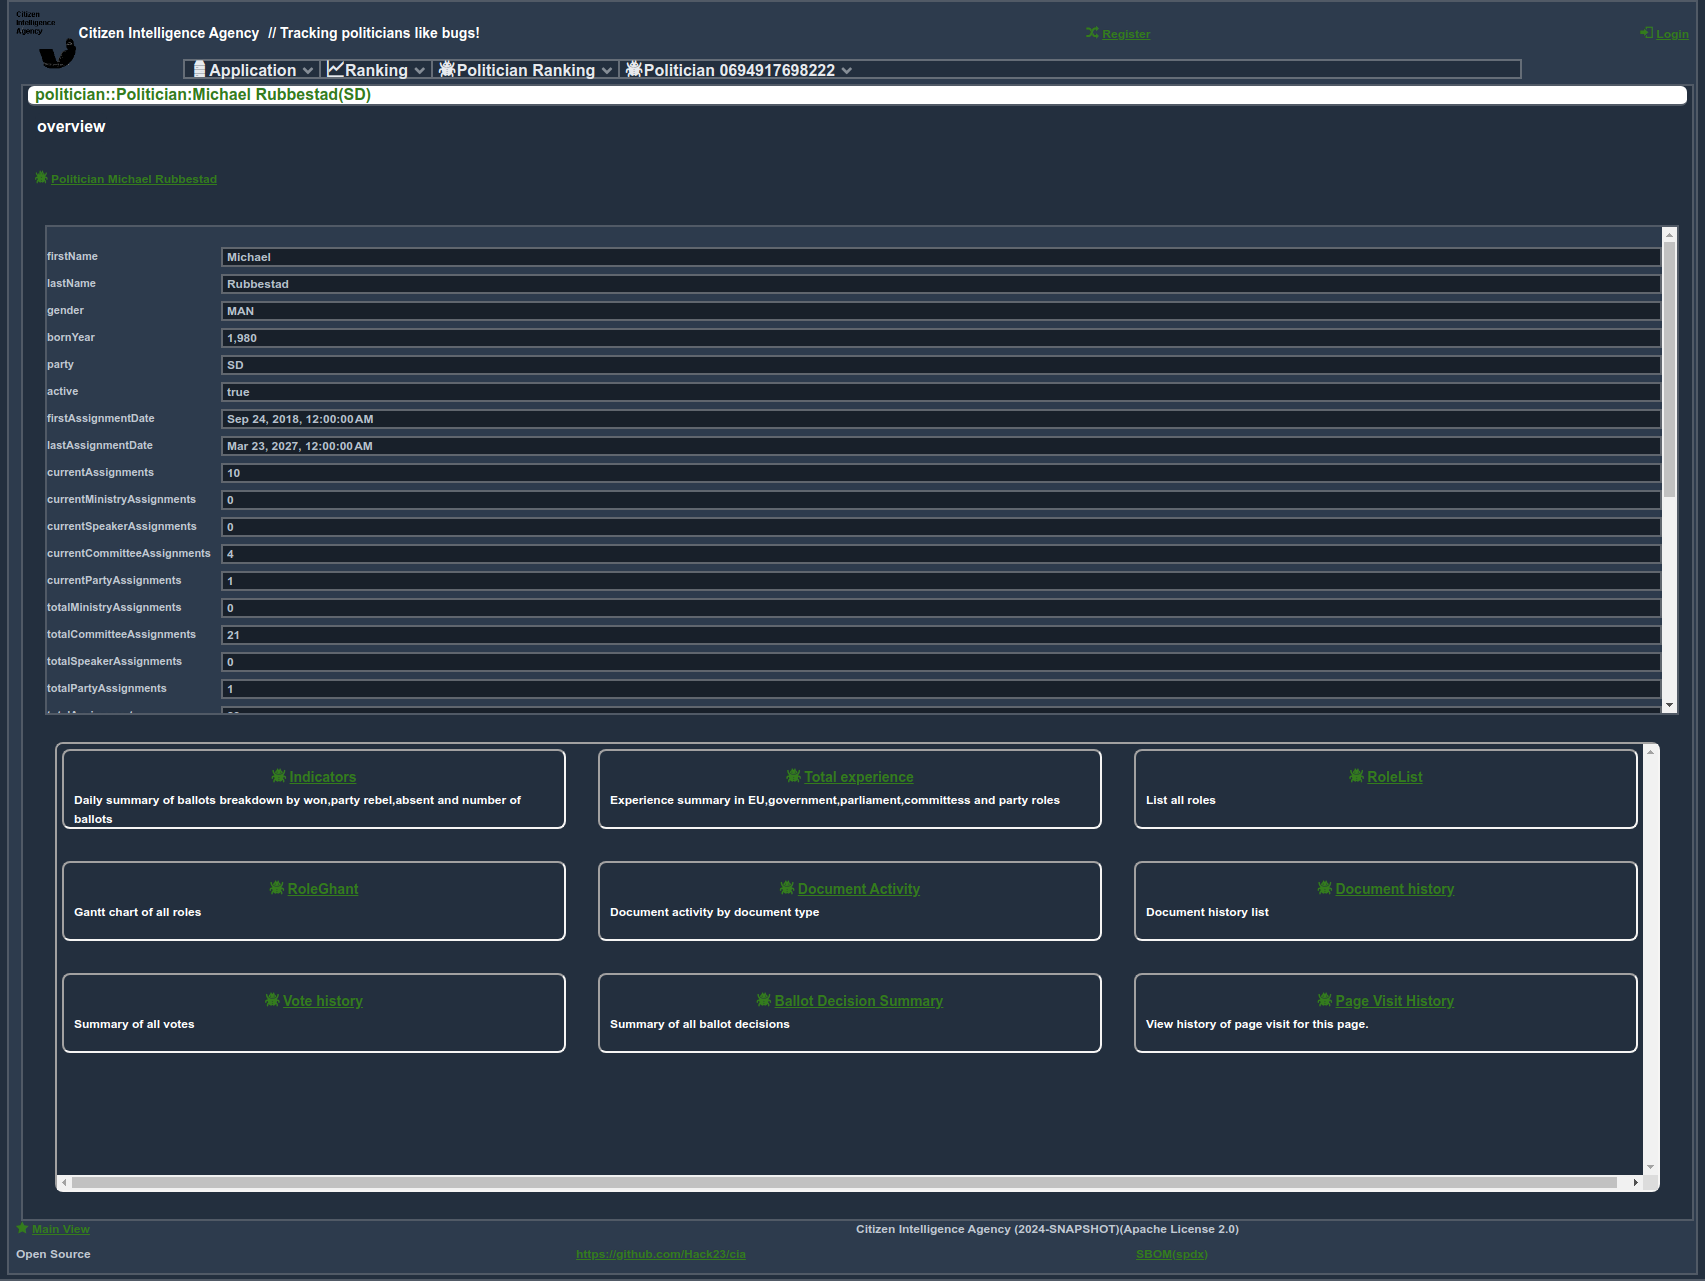 Citizen
Intelligence
Agency
Citizen Intelligence Agency // Tracking politicians like bugs!
Register
Login
Application
Ranking
Politician Ranking
Politician 0694917698222
politician::Politician:Michael Rubbestad(SD)
overview
Politician Michael Rubbestad
firstName Michael
lastName Rubbestad
gender MAN
bornYear 1,980
party SD
active true
firstAssignmentDate Sep 24, 2018, 12:00:00 AM
lastAssignmentDate Mar 23, 2027, 12:00:00 AM
currentAssignments 10
currentMinistryAssignments 0
currentSpeakerAssignments 0
currentCommitteeAssignments 4
currentPartyAssignments 1
totalMinistryAssignments 0
totalCommitteeAssignments 21
totalSpeakerAssignments 0
totalPartyAssignments 1
Indicators
Daily summary of ballots breakdown by won,party rebel,absent and number of
ballots
Total experience
Experience summary in EU,government,parliament,committess and party roles
RoleList
List all roles
RoleGhant
Gantt chart of all roles
Document Activity
Document activity by document type
Document history
Document history list
Vote history
Summary of all votes
Ballot Decision Summary
Summary of all ballot decisions
Page Visit History
View history of page visit for this page.
Main View
Citizen Intelligence Agency (2024-SNAPSHOT)(Apache License 2.0)
Open Source
https://github.com/Hack23/cia
SBOM(spdx)